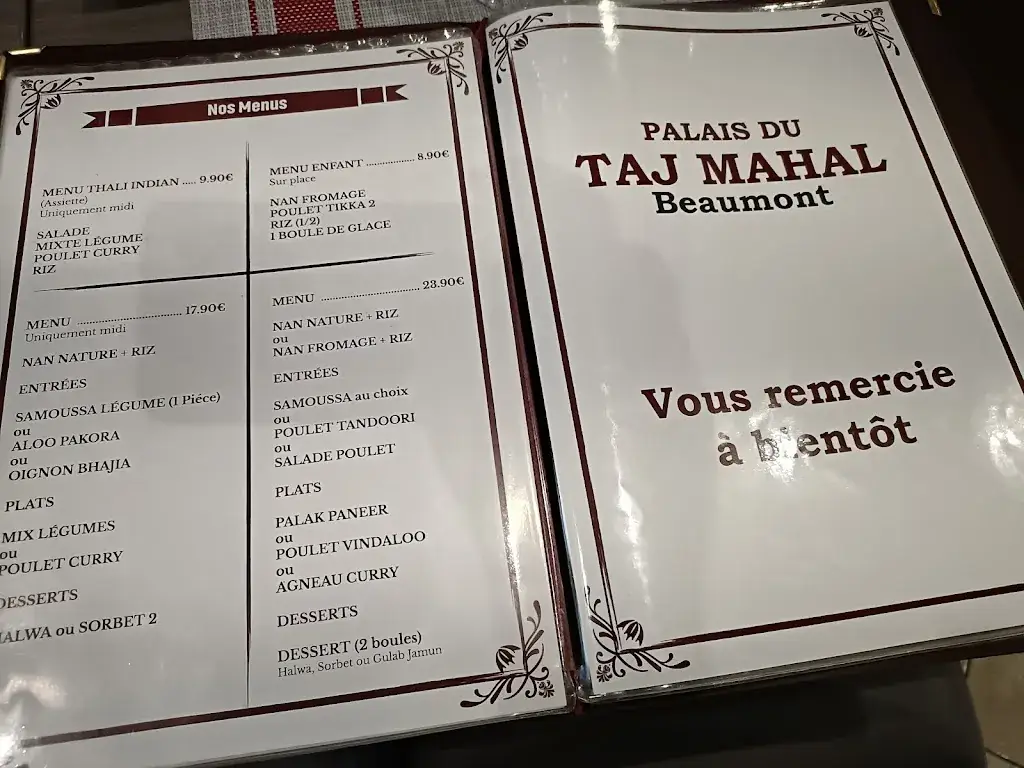 Nos Menus
MENU THALI INDIAN ..... 9.90€
(Assiette)
Uniquement midi
SALADE
MIXTE LÉGUME
POULET CURRY
RIZ
MENU ENFANT ................. 8.90€
Sur place
NAN FROMAGE
POULET TIKKA 2
RIZ (1/2)
1 BOULE DE GLACE
MENU ................................ 17.90€
Uniquement midi
NAN NATURE + RIZ
ENTRÉES
SAMOUSSA LÉGUME (1 Piéce)
ou
ALOO PAKORA
ou
OIGNON BHAJIA
PLATS
MIX LÉGUMES
ou
POULET CURRY
DESSERTS
HALWA ou SORBET 2
MENU ................................ 23.90€
NAN NATURE + RIZ
ou
NAN FROMAGE + RIZ
ENTRÉES
SAMOUSSA au choix
ou
POULET TANDOORI
ou
SALADE POULET
PLATS
PALAK PANEER
ou
POULET VINDALOO
ou
AGNEAU CURRY
DESSERTS
DESSERT (2 boules)
Halwa, Sorbet ou Gulab Jamun
PALAIS DU
TAJ MAHAL
Beaumont
Vous remercie
à bientôt